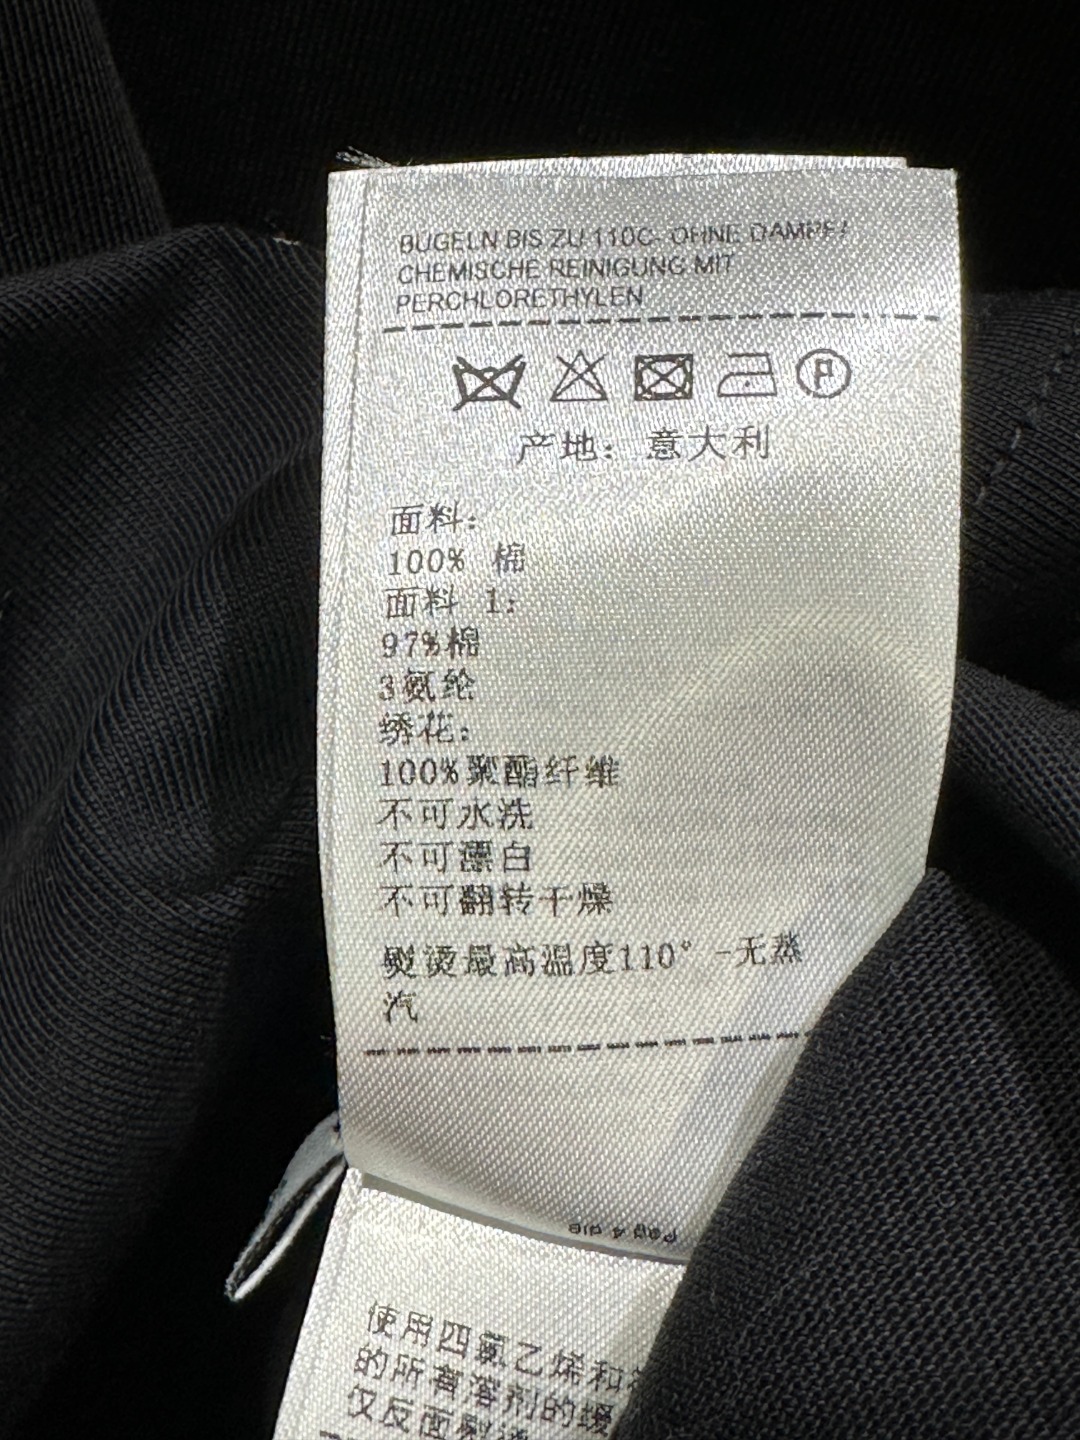 BÜGELN BIS ZU 110C- OHNE DAMPF/
CHEMISCHE REINIGUNG MIT
PERCHLORETHYLEN
P
产地：意大利
面料：
100% 棉
面料 1：
97%棉
3氨纶
绣花：
100%聚酯纤维
不可水洗
不可漂白
不可翻转干燥
熨烫最高温度110°-无蒸
汽
Pag 4 die
使用四氯乙烯和
的所有溶剂的缓
仅反面熨烫